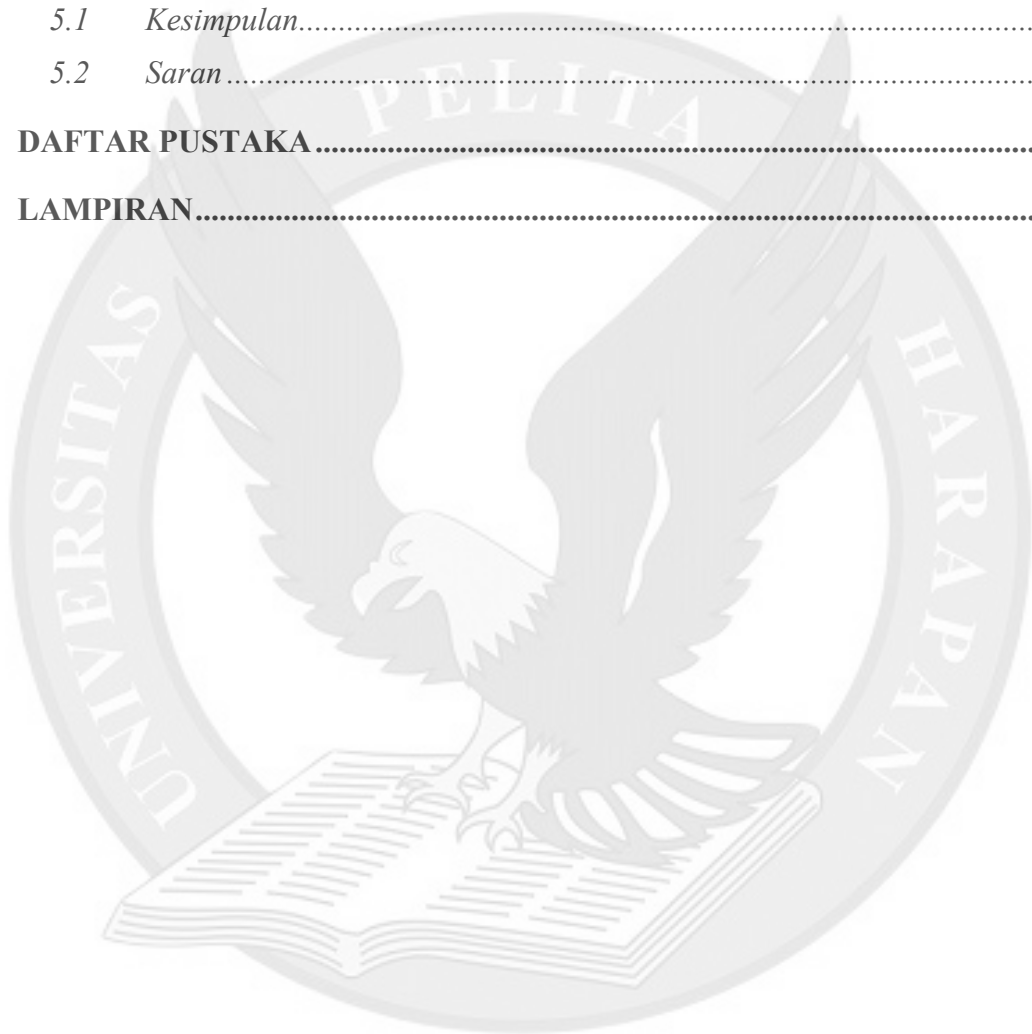 5.1 Kesimpulan..........................................................................................
5.2 Saran..........................................................................................
DAFTAR PUSTAKA..........................................................................................
LAMPIRAN..........................................................................................
UNIVERSITAS PELITA HARAPAN